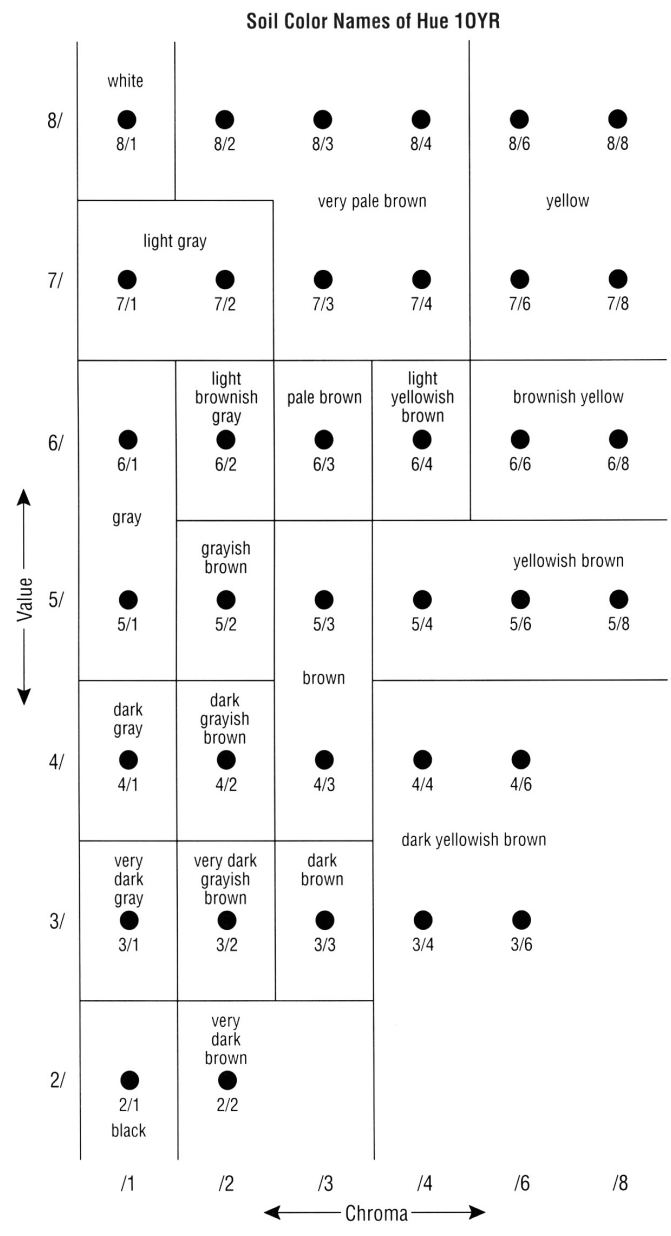 Soil Color Names of Hue 10YR
white
8/
8/1 8/2 8/3 8/4 8/6 8/8
very pale brown yellow
light gray
7/
7/1 7/2 7/3 7/4 7/6 7/8
light
brownish
gray
pale brown
light
yellowish
brown
brownish yellow
6/
6/1 6/2 6/3 6/4 6/6 6/8
gray
grayish
brown
yellowish brown
5/
5/1 5/2 5/3 5/4 5/6 5/8
Value
brown
dark
gray
dark
grayish
brown
4/
4/1 4/2 4/3 4/4 4/6
dark yellowish brown
very
dark
gray
very dark
grayish
brown
dark
brown
3/
3/1 3/2 3/3 3/4 3/6
very
dark
brown
2/
2/1 2/2
black
/1 /2 /3 /4 /6 /8
Chroma